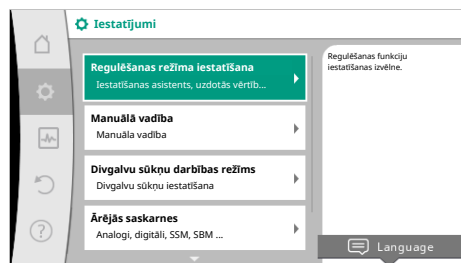 Iestatījumi
Regulēšanas režīma iestatīšana
Iestatīšanas asistents, uzdotās vērtīb...
Manuālā vadība
Manuāla vadība
Divgalvu sūkņu darbības režīms
Divgalvu sūkņu iestatīšana
Ārējās saskarnes
Analogi, digitāli, SSM, SBM ...
Regulēšanas funkciju
iestatīšanas izvēlne.
Language